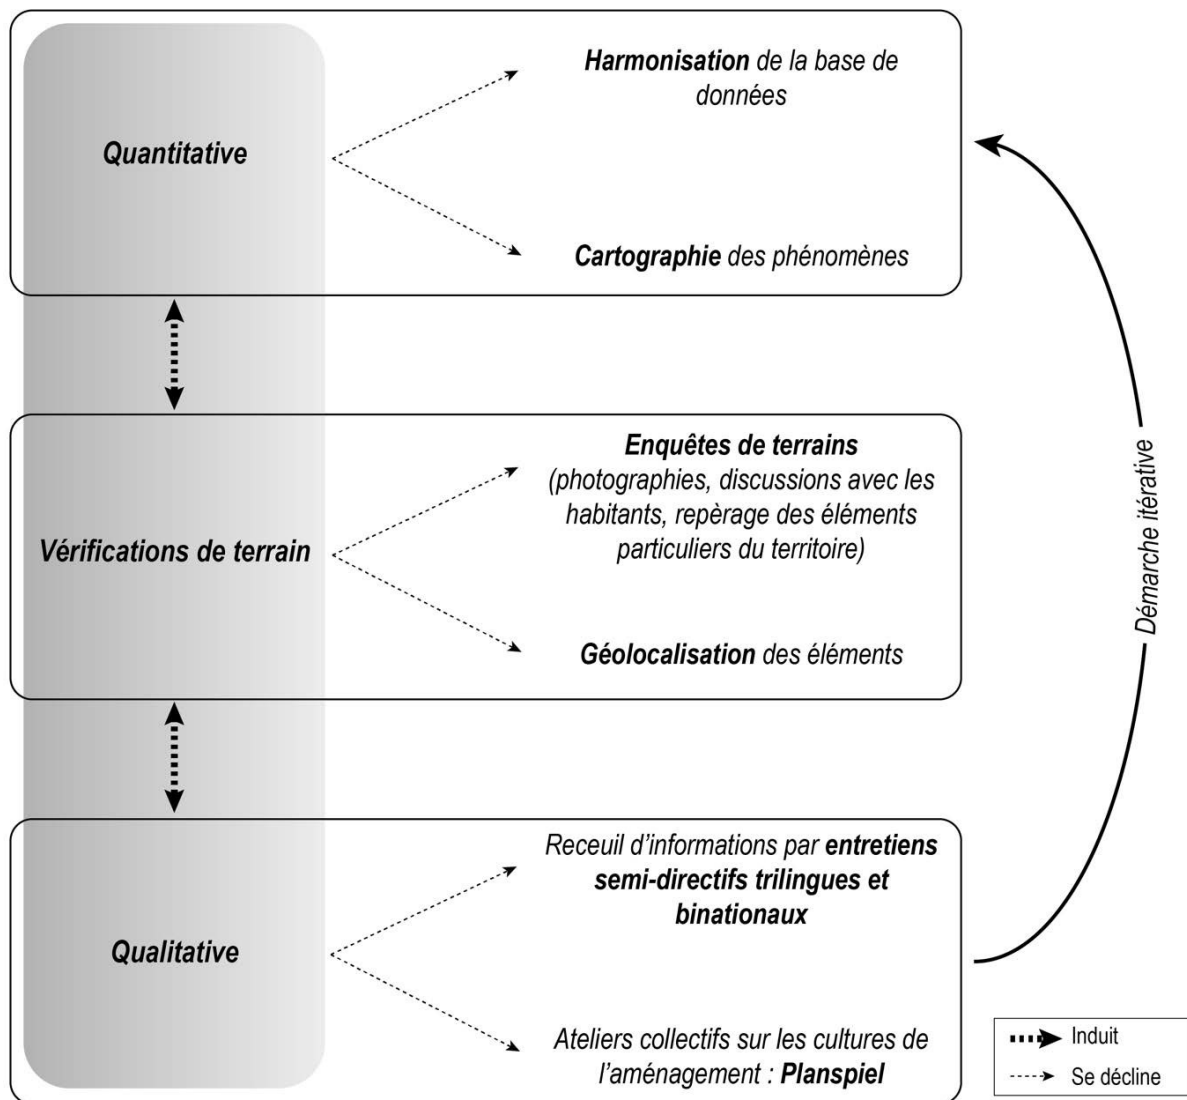 Quantitative
Harmonisation de la base de
données
Cartographie des phénomènes
Vérifications de terrain
Enquêtes de terrains
(photographies, discussions avec les
habitants, repèrage des éléments
particuliers du territoire)
Géolocalisation des éléments
Qualitative
Receuil d'informations par entretiens
semi-directifs trilingues et
binationaux
Ateliers collectifs sur les cultures de
l'aménagement : Planspiel
Démarche itérative
Induit
Se décline